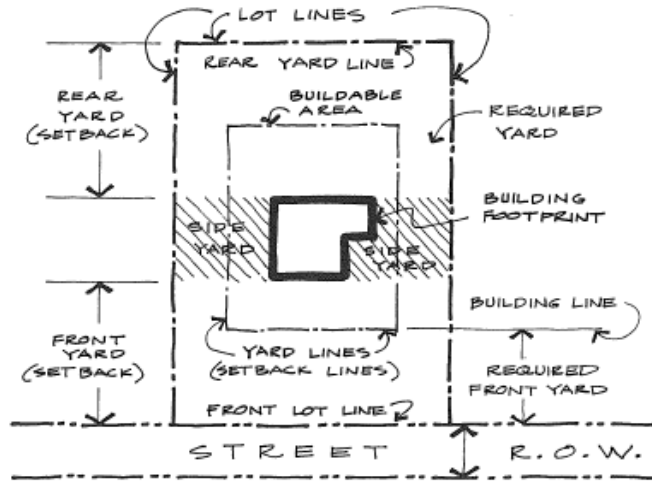 LOT LINES
REAR YARD LINE
REAR
YARD
(SETBACK)
BUILDABLE
AREA
REQUIRED
YARD
BUILDING
FOOTPRINT
SIDE
YARD
SIDE
YARD
BUILDING LINE
FRONT
YARD
(SETBACK)
YARD LINES
(SETBACK LINES)
REQUIRED
FRONT YARD
FRONT LOT LINE
STREET
R.O.W.